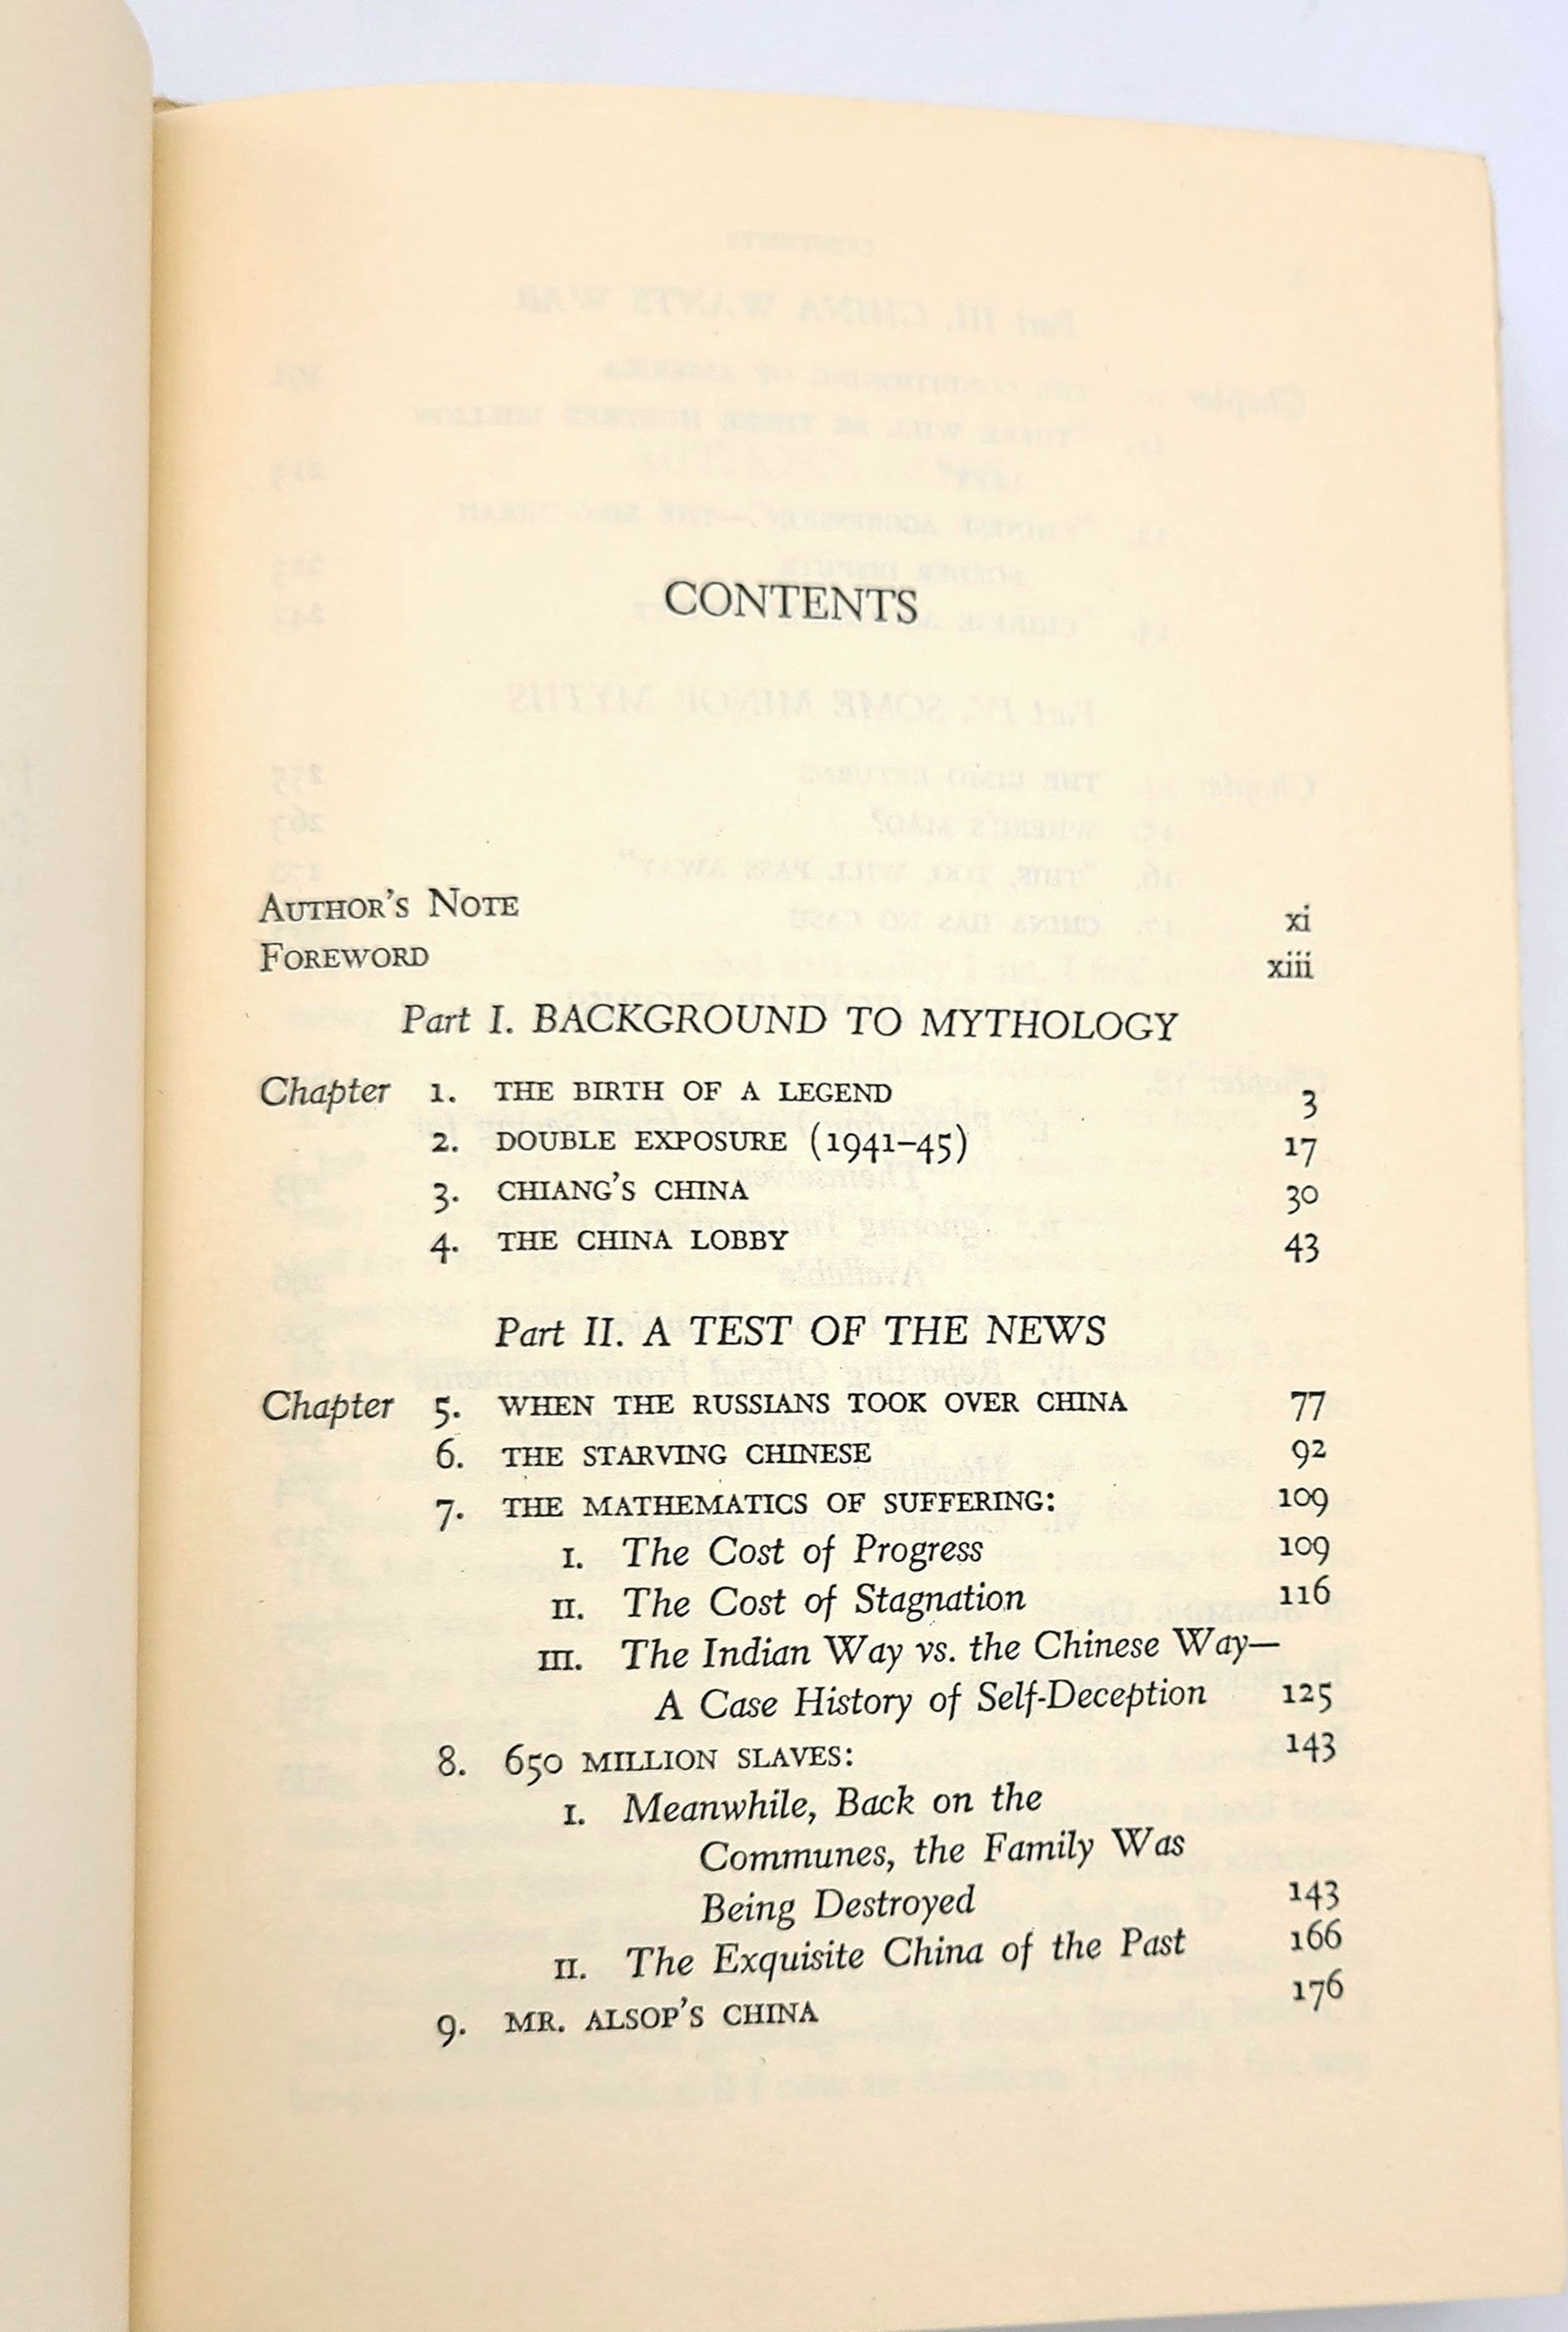 CONTENTS
AUTHOR'S NOTE xi
FOREWORD xiii
Part I. BACKGROUND TO MYTHOLOGY
Chapter 1. THE BIRTH OF A LEGEND 3
2. DOUBLE EXPOSURE (1941–45) 17
3. CHIANG'S CHINA 30
4. THE CHINA LOBBY 43
Part II. A TEST OF THE NEWS
Chapter 5. WHEN THE RUSSIANS TOOK OVER CHINA 77
6. THE STARVING CHINESE 92
7. THE MATHEMATICS OF SUFFERING: 109
I. The Cost of Progress 109
II. The Cost of Stagnation 116
III. The Indian Way vs. the Chinese Way—
A Case History of Self-Deception 125
8. 650 MILLION SLAVES: 143
I. Meanwhile, Back on the
Communes, the Family Was
Being Destroyed 143
II. The Exquisite China of the Past 166
9. MR. ALSOP'S CHINA 176